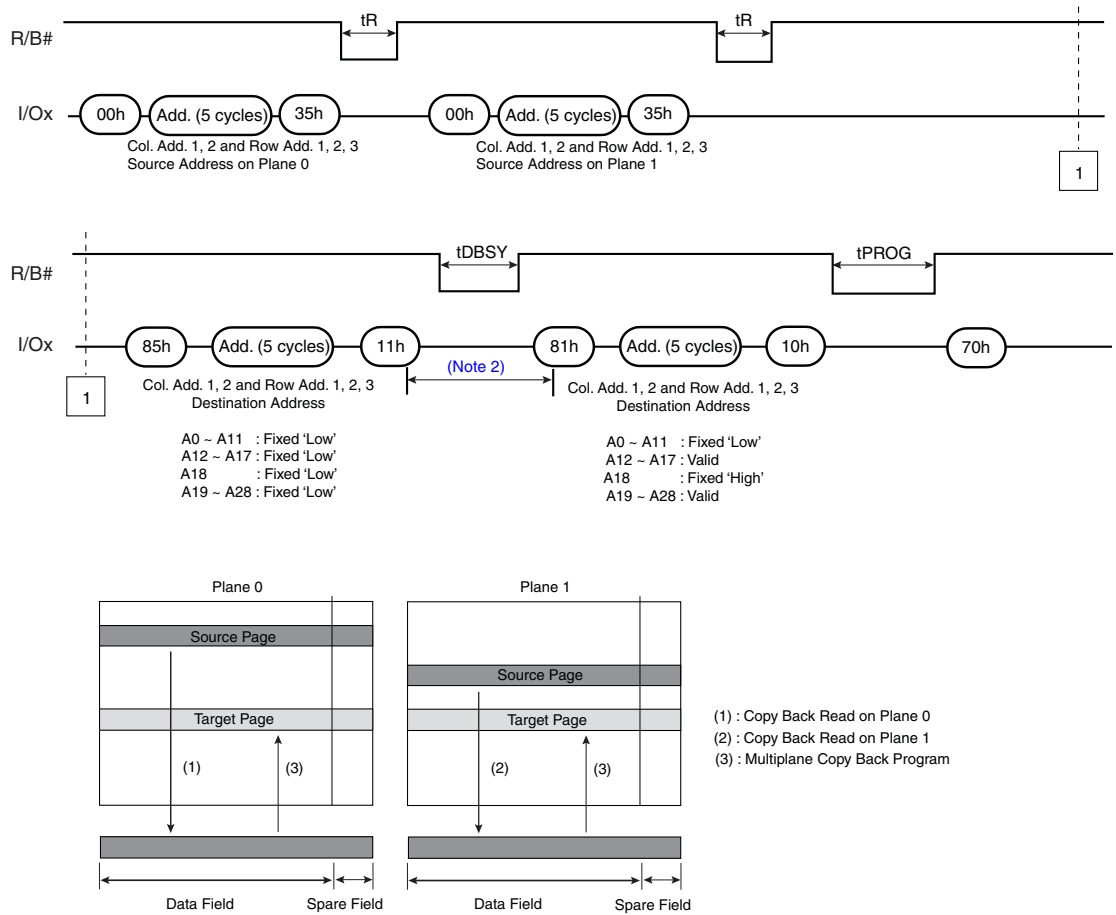 tR
tR
R/B#
I/Ox
00h
Add. (5 cycles)
35h
00h
Add. (5 cycles)
35h
Col. Add. 1, 2 and Row Add. 1, 2, 3
Source Address on Plane 0
Col. Add. 1, 2 and Row Add. 1, 2, 3
Source Address on Plane 1
1
tDBSY
tPROG
R/B#
I/Ox
85h
Add. (5 cycles)
11h
(Note 2)
81h
Add. (5 cycles)
10h
70h
1
Col. Add. 1, 2 and Row Add. 1, 2, 3
Destination Address
A0 ~ A11 : Fixed ‘Low’
A12 ~ A17 : Fixed ‘Low’
A18 : Fixed ‘Low’
A19 ~ A28 : Fixed ‘Low’
Col. Add. 1, 2 and Row Add. 1, 2, 3
Destination Address
A0 ~ A11 : Fixed ‘Low’
A12 ~ A17 : Valid
A18 : Fixed ‘High’
A19 ~ A28 : Valid
Plane 0
Source Page
Target Page
(1)
(3)
Data Field
Spare Field
Plane 1
Source Page
Target Page
(2)
(3)
Data Field
Spare Field
(1) : Copy Back Read on Plane 0
(2) : Copy Back Read on Plane 1
(3) : Multiplane Copy Back Program